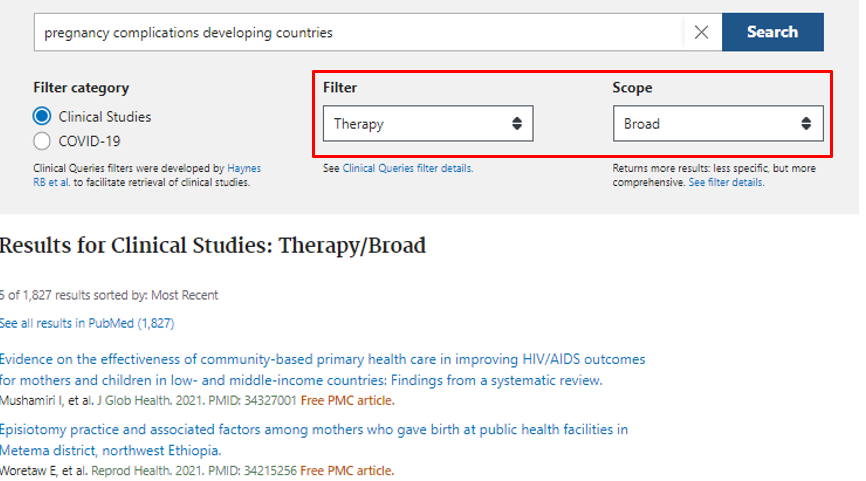 pregnancy complications developing countries
Search
Filter category
Clinical Studies
COVID-19
Clinical Queries filters were developed by Haynes
RB et al. to facilitate retrieval of clinical studies.
Filter
Therapy
See Clinical Queries filter details.
Scope
Broad
Returns more results: less specific, but more
comprehensive. See filter details.
Results for Clinical Studies: Therapy/Broad
5 of 1,827 results sorted by: Most Recent
See all results in PubMed (1,827)
Evidence on the effectiveness of community-based primary health care in improving HIV/AIDS outcomes
for mothers and children in low- and middle-income countries: Findings from a systematic review.
Mushamiri I, et al. J Glob Health. 2021. PMID: 34327001 Free PMC article.
Episiotomy practice and associated factors among mothers who gave birth at public health facilities in
Metema district, northwest Ethiopia.
Woretaw E, et al. Reprod Health. 2021. PMID: 34215256 Free PMC article.